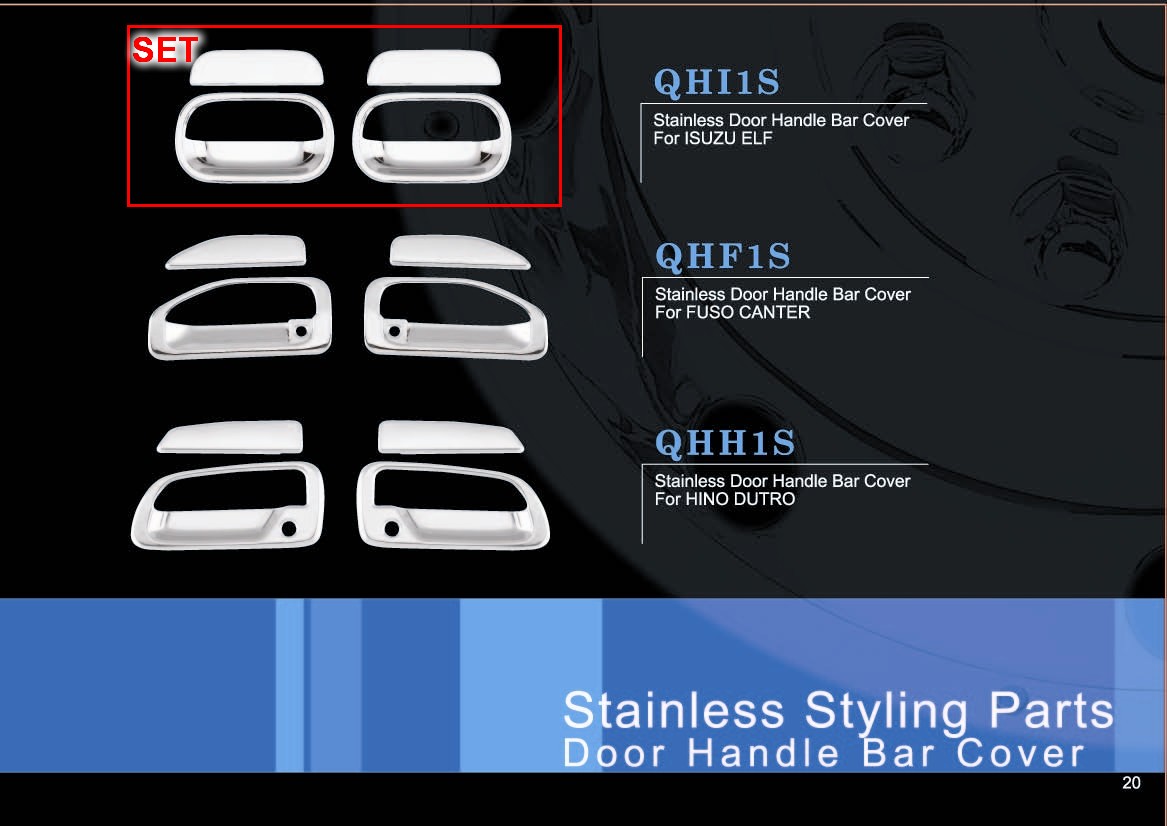 SET
QHI1S
Stainless Door Handle Bar Cover
For ISUZU ELF
QHF1S
Stainless Door Handle Bar Cover
For FUSO CANTER
QHH1S
Stainless Door Handle Bar Cover
For HINO DUTRO
Stainless Styling Parts
Door Handle Bar Cover
20